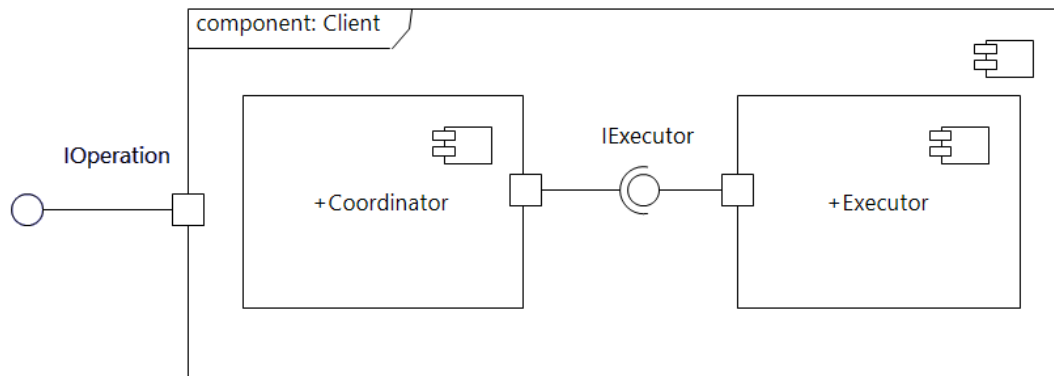 component: Client
IOperation
IExecutor
+Coordinator
+Executor